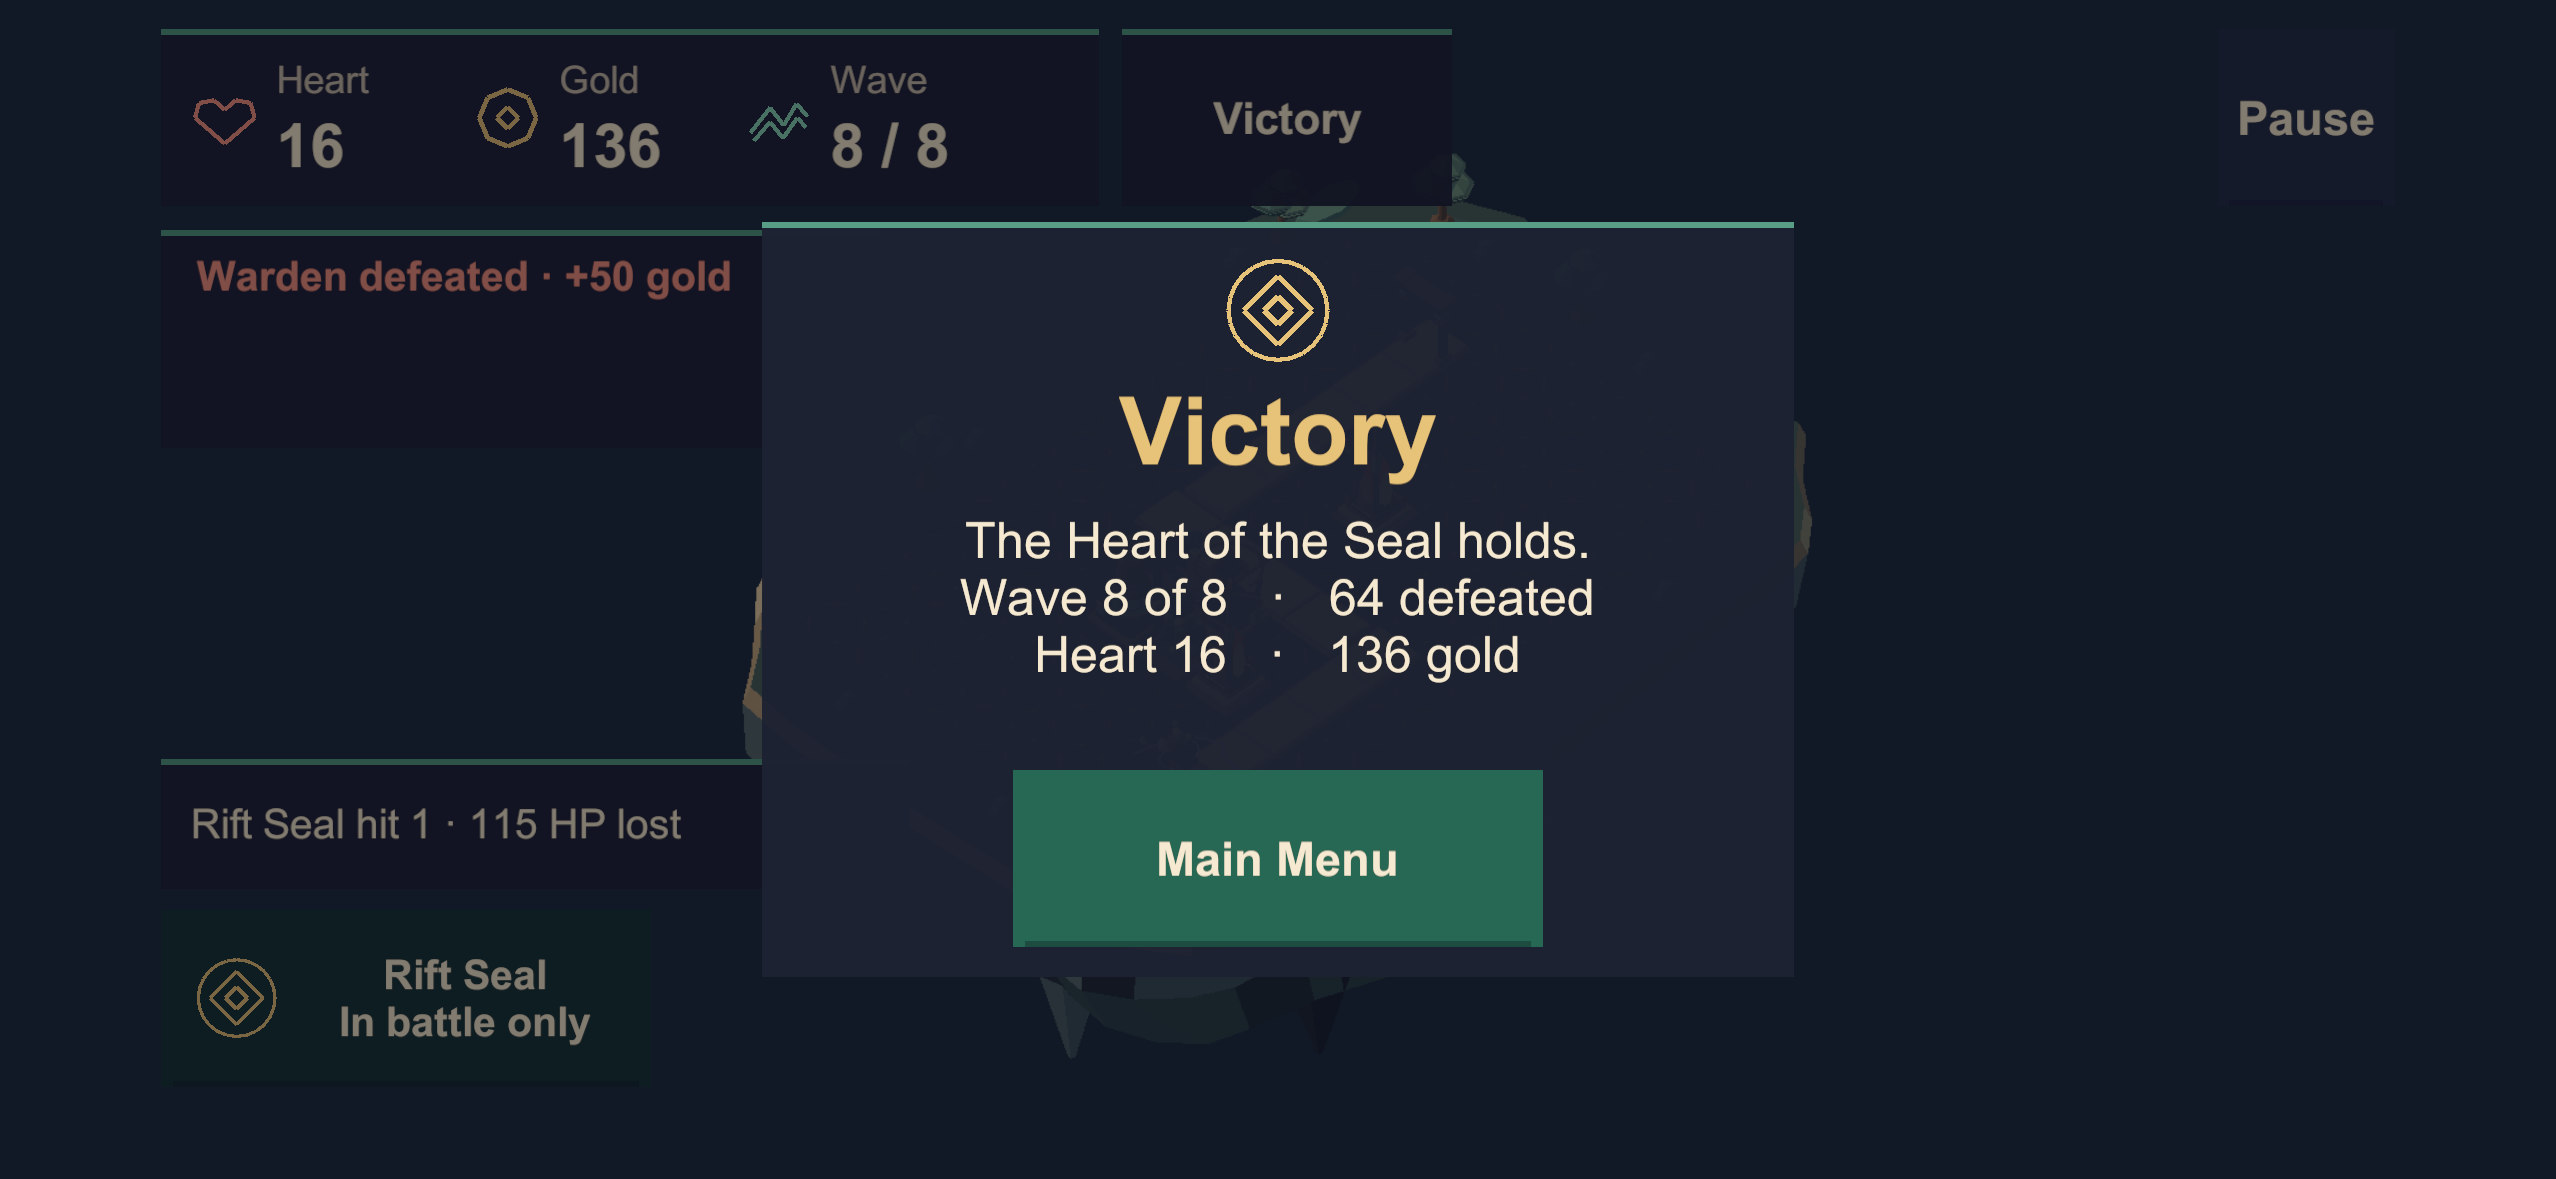 Heart
16
Gold
136
Wave
8 / 8
Victory
Pause
Warden defeated · +50 gold
Victory
The Heart of the Seal holds.
Wave 8 of 8 · 64 defeated
Heart 16 · 136 gold
Main Menu
Rift Seal hit 1 · 115 HP lost
Rift Seal
In battle only